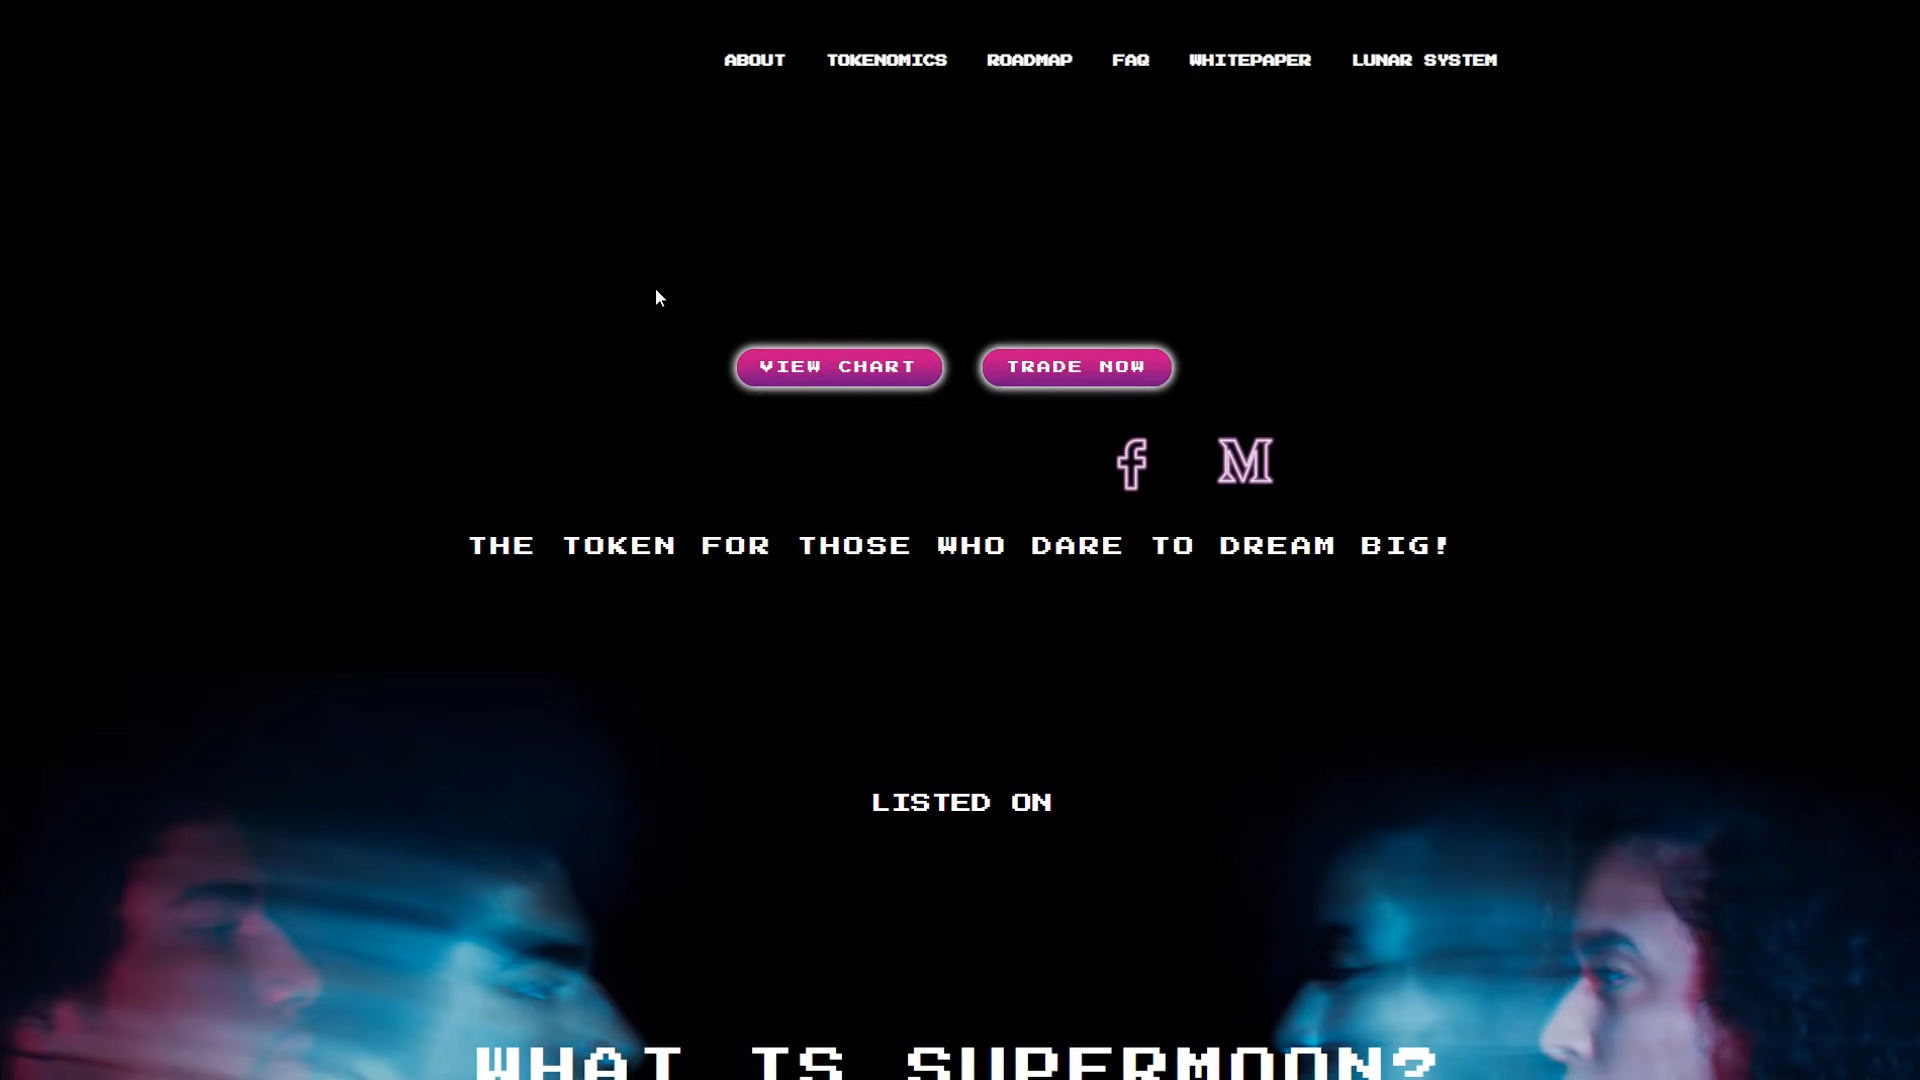 ABOUT TOKENOMICS ROADMAP FAQ WHITEPAPER LUNAR SYSTEM
VIEW CHART TRADE NOW
f M
THE TOKEN FOR THOSE WHO DARE TO DREAM BIG!
LISTED ON
WHAT IS SUPERMOON?